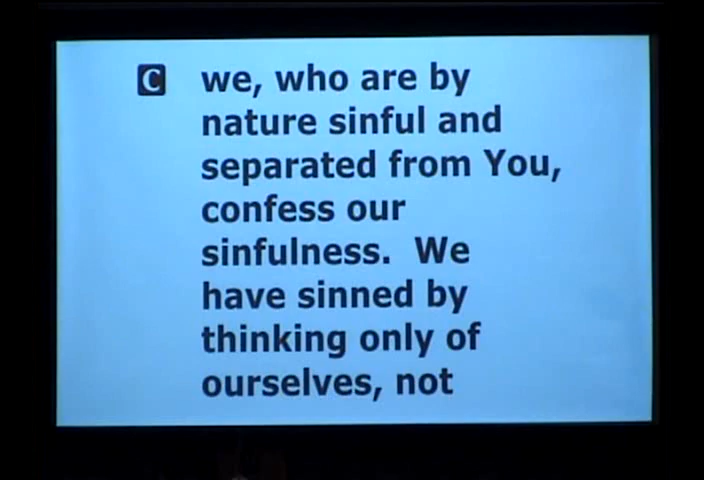 C we, who are by
nature sinful and
separated from You,
confess our
sinfulness. We
have sinned by
thinking only of
ourselves, not